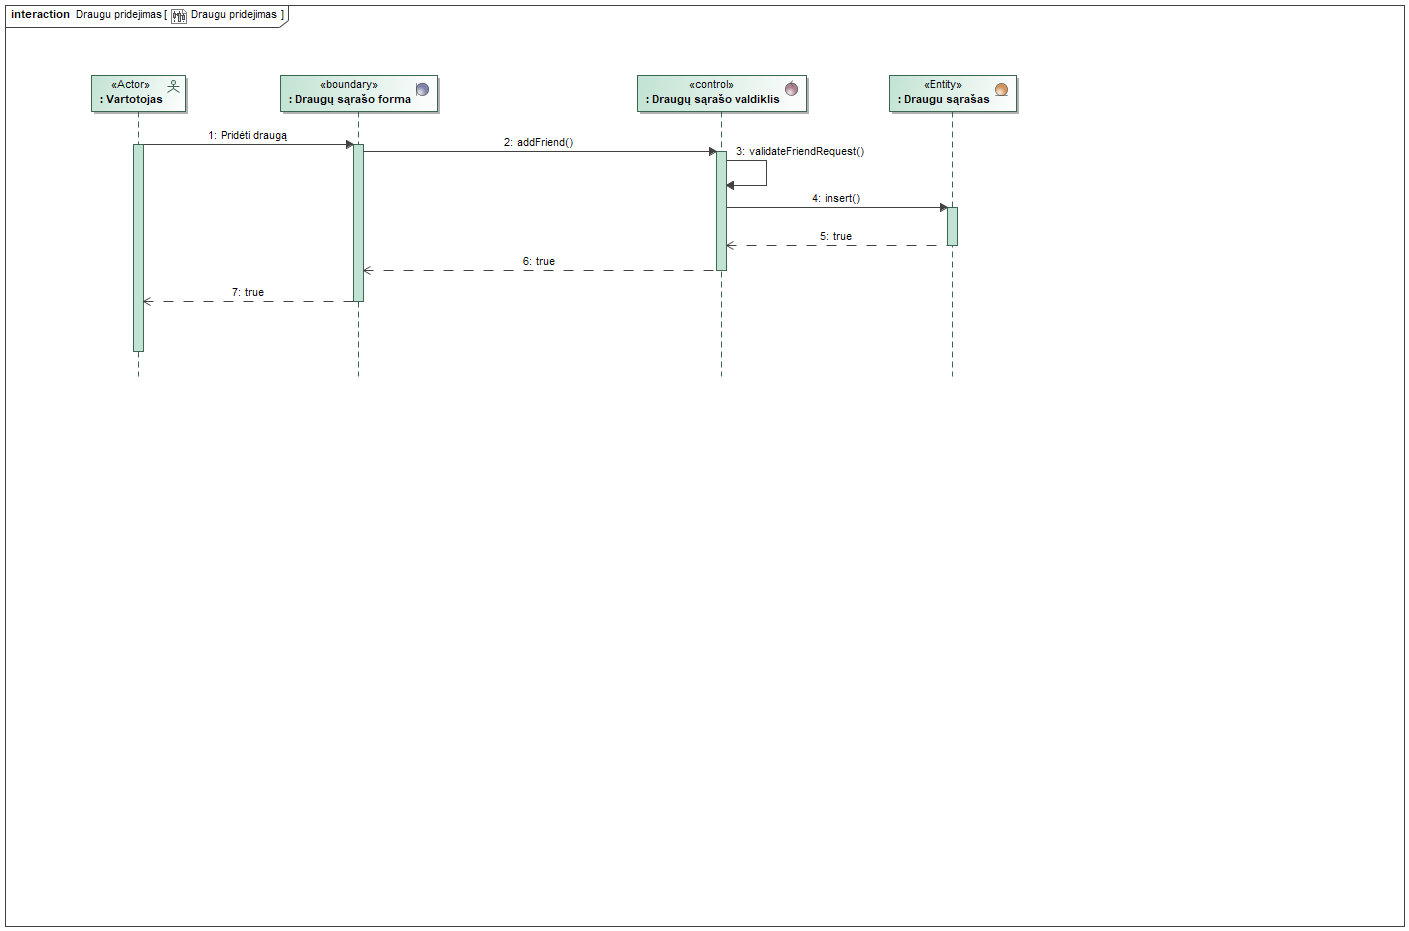 interaction Draugu pridejimas [ Draugu pridejimas ]
«Actor»
: Vartotojas
«boundary»
: Draugų sąrašo forma
«control»
: Draugų sąrašo valdiklis
«Entity»
: Draugu sąrašas
1: Pridėti draugą
2: addFriend()
3: validateFriendRequest()
4: insert()
5: true
6: true
7: true